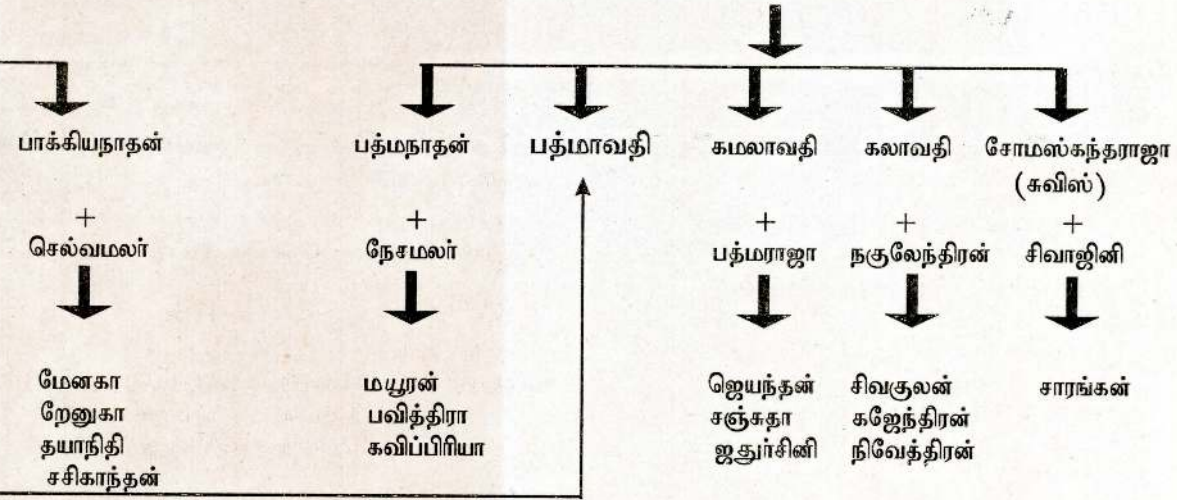 பாக்கியநாதன் பத்மநாதன் பத்மாவதி கமலாவதி கலாவதி சோமஸ்கந்தராஜா
(சுவிஸ்)
+ + + + +
செல்வமலர் நேசமலர் பத்மராஜா நகுலேந்திரன் சிவாஜினி
மேனகா மயூரன் ஜெயந்தன் சிவகுலன் சாரங்கன்
றேனுகா பவித்திரா சஞ்சுதா கஜேந்திரன்
தயாநிதி கவிப்பிரியா ஐதுர்சினி நிவேத்திரன்
சசிகாந்தன்